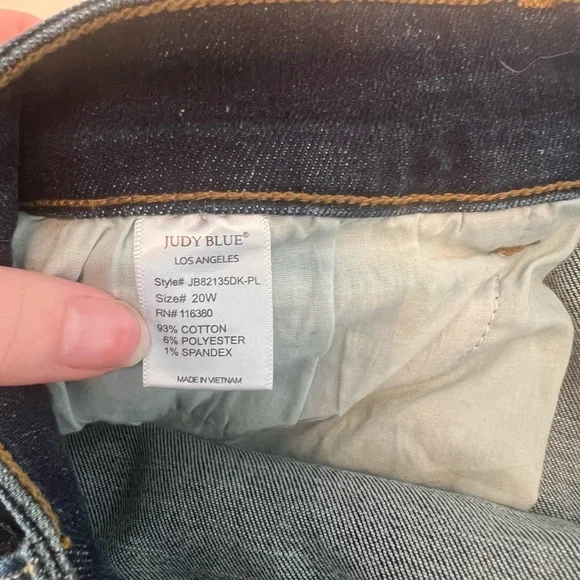 JUDY BLUE®
LOS ANGELES
Style# JB82135DK-PL
Size# 20W
RN# 116380
93% COTTON
6% POLYESTER
1% SPANDEX
MADE IN VIETNAM